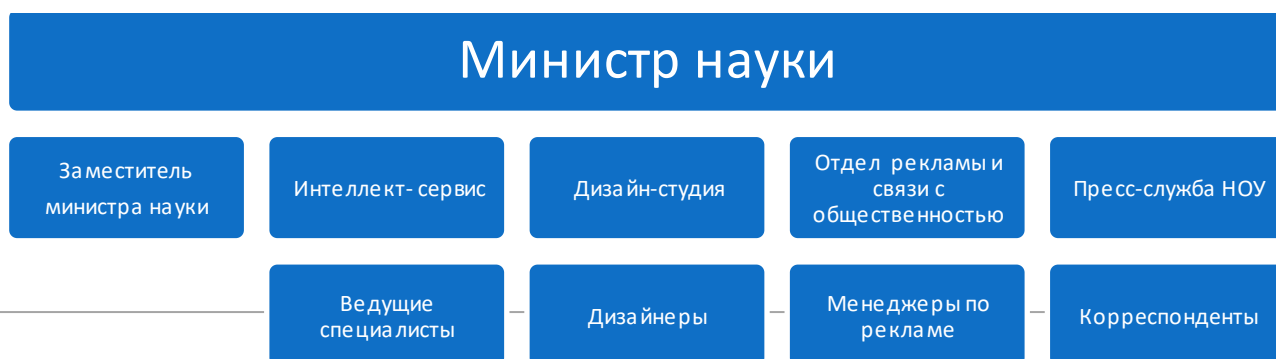 Министр науки
Заместитель
министра науки
Интеллект- сервис
Дизайн-студия
Отдел рекламы и
связи с
общественностью
Пресс-служба НОУ
Ведущие
специалисты
Дизайнеры
Менеджеры по
рекламе
Корреспонденты